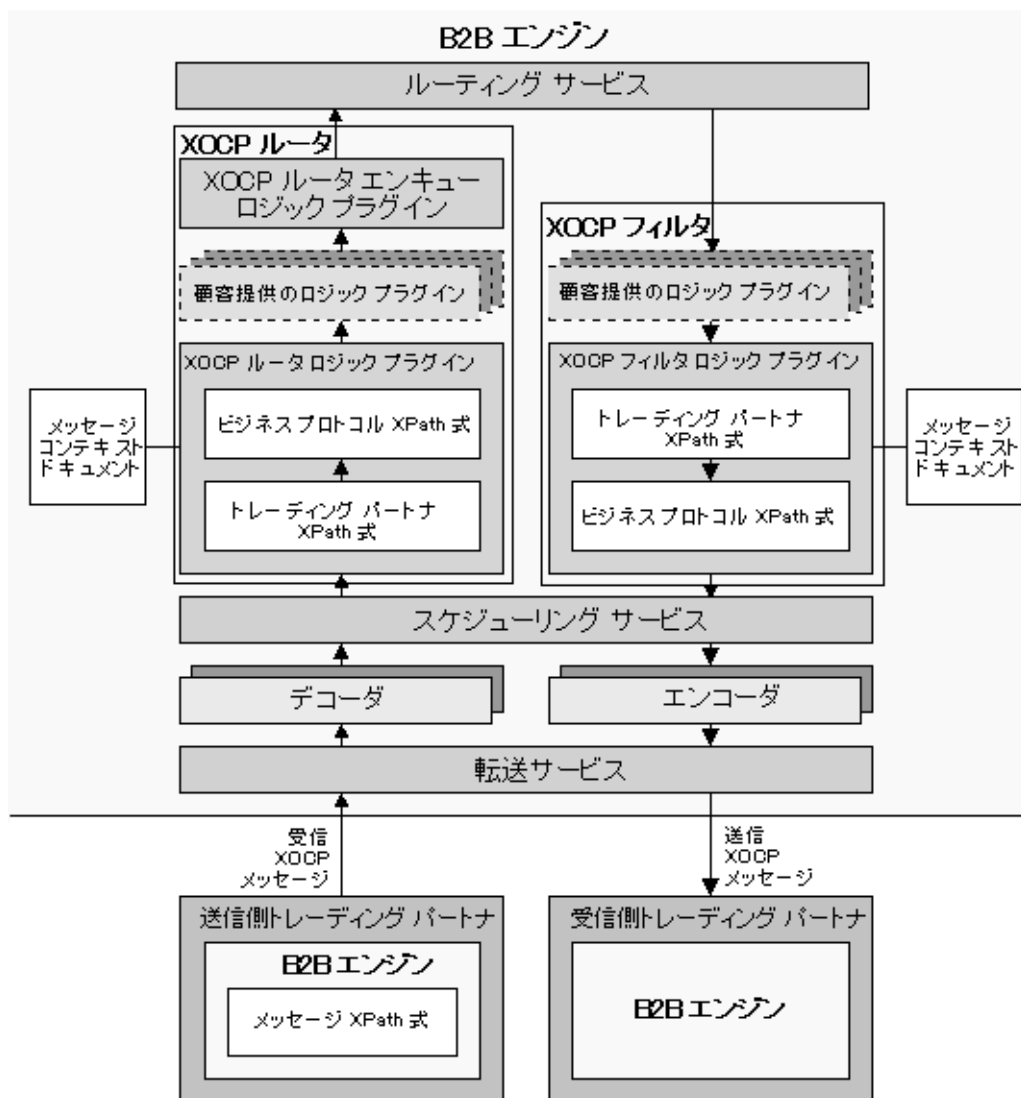 B2B エンジン
ルーティング サービス
XOCP ルータ
XOCP ルータ エンキュー
ロジック プラグイン
顧客提供のロジック プラグイン
XOCP ルータ ロジック プラグイン
ビジネス プロトコル XPath 式
トレーディング パートナ
XPath 式
メッセージ
コンテキスト
ドキュメント
XOCP フィルタ
顧客提供のロジック プラグイン
XOCP フィルタ ロジック プラグイン
トレーディング パートナ
XPath 式
ビジネス プロトコル XPath 式
メッセージ
コンテキスト
ドキュメント
スケジューリング サービス
デコーダ
エンコーダ
転送サービス
受信
XOCP
メッセージ
送信
XOCP
メッセージ
送信側トレーディング パートナ
B2B エンジン
メッセージ XPath 式
受信側トレーディング パートナ
B2B エンジン